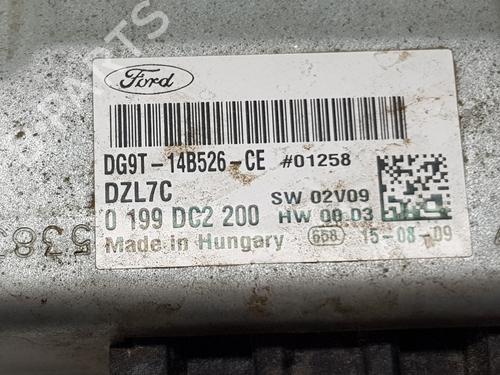 Ford
DG9T-14B526-CE #01258
DZL7C
SW 02V09
0 199 DC2 200
HW 00.03
Made in Hungary
668
15-08-09